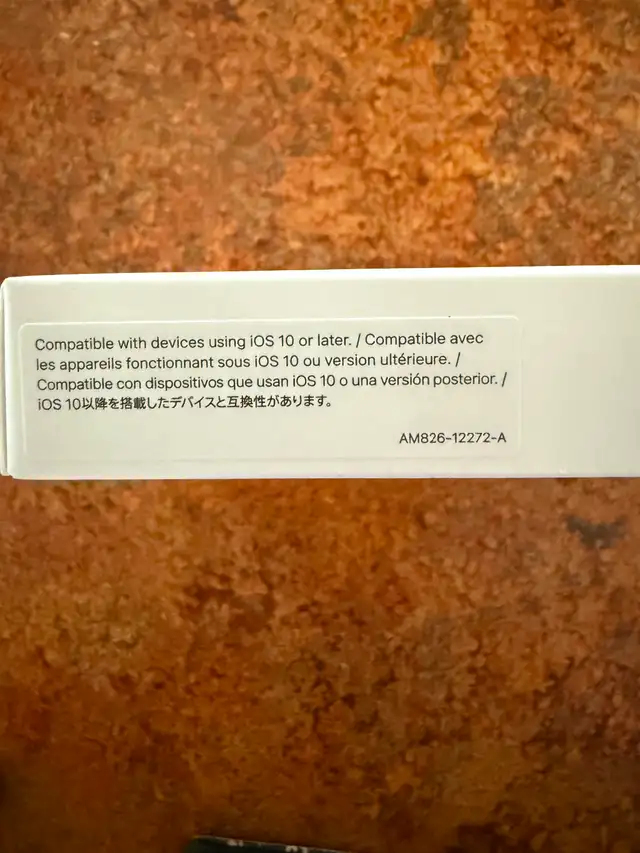 Compatible with devices using iOS 10 or later. / Compatible avec
les appareils fonctionnant sous iOS 10 ou version ultérieure. /
Compatible con dispositivos que usan iOS 10 o una versión posterior. /
iOS 10以降を搭載したデバイスと互換性があります。
AM826-12272-A